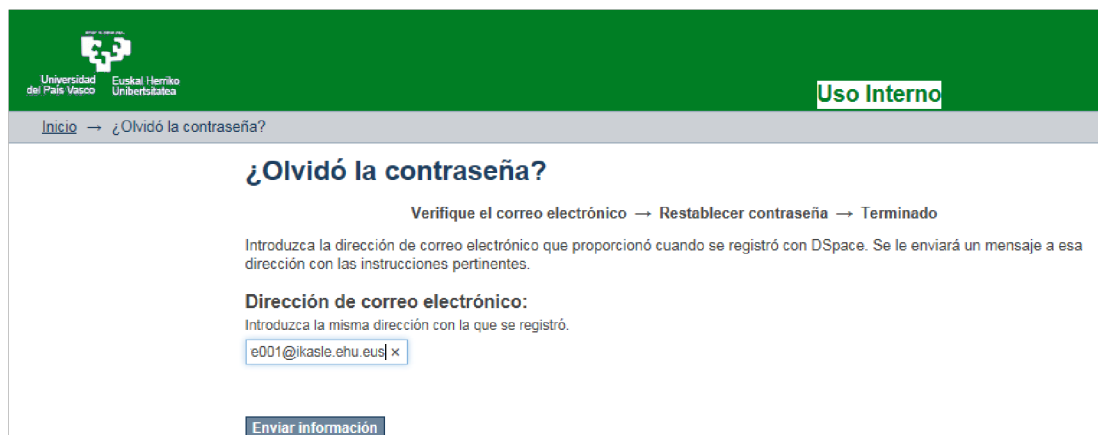 Universidad
del País Vasco
Euskal Herriko
Unibertsitatea
Uso Interno
Inicio → ¿Olvidó la contraseña?
¿Olvidó la contraseña?
Verifique el correo electrónico → Restablecer contraseña → Terminado
Introduzca la dirección de correo electrónico que proporcionó cuando se registró con DSpace. Se le enviará un mensaje a esa
dirección con las instrucciones pertinentes.
Dirección de correo electrónico:
Introduzca la misma dirección con la que se registró.
e001@ikasle.ehu.eus ×
Enviar información